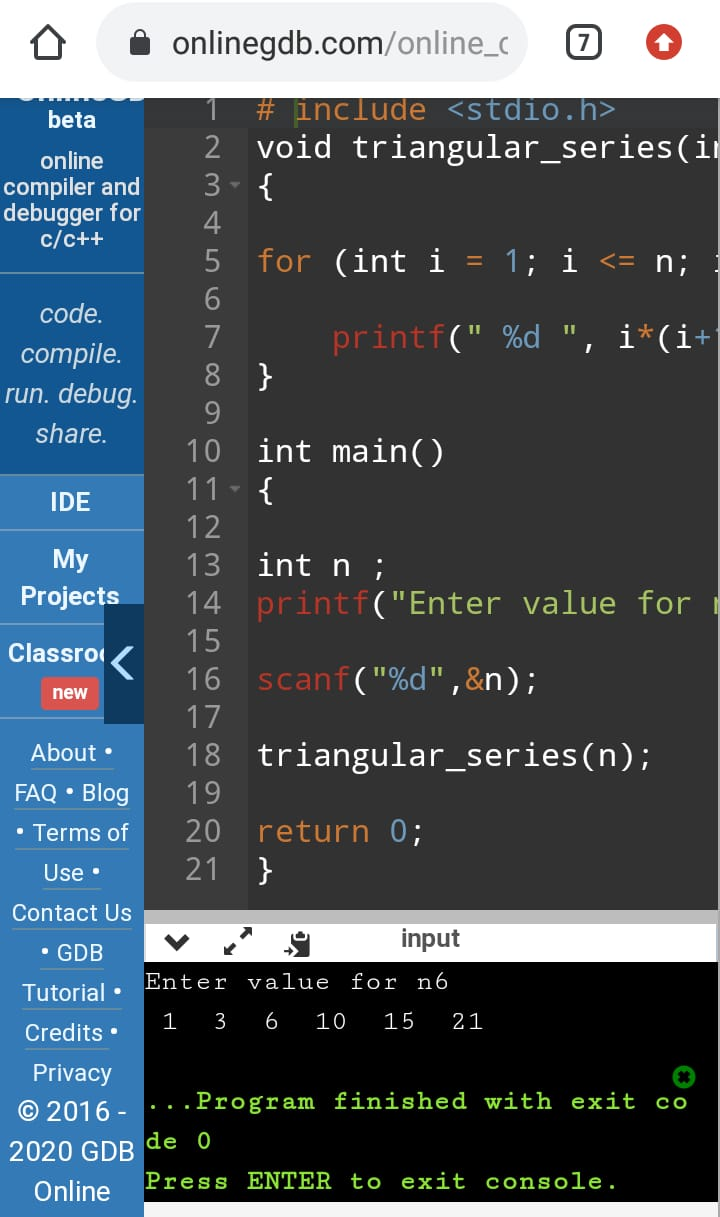 onlinegdb.com/online_c
7
beta
online
compiler and
debugger for
c/c++
code.
compile.
run. debug.
share.
IDE
My
Projects
Classroo
new
About •
FAQ • Blog
• Terms of
Use •
Contact Us
• GDB
Tutorial •
Credits •
Privacy
© 2016 -
2020 GDB
Online
1 # include <stdio.h>
2 void triangular_series(in
3 {
4
5 for (int i = 1; i <= n; i
6
7 printf(" %d ", i*(i+1
8 }
9
10 int main()
11 {
12
13 int n ;
14 printf("Enter value for n
15
16 scanf("%d",&n);
17
18 triangular_series(n);
19
20 return 0;
21 }
input
Enter value for n6
1 3 6 10 15 21
...Program finished with exit co
de 0
Press ENTER to exit console.